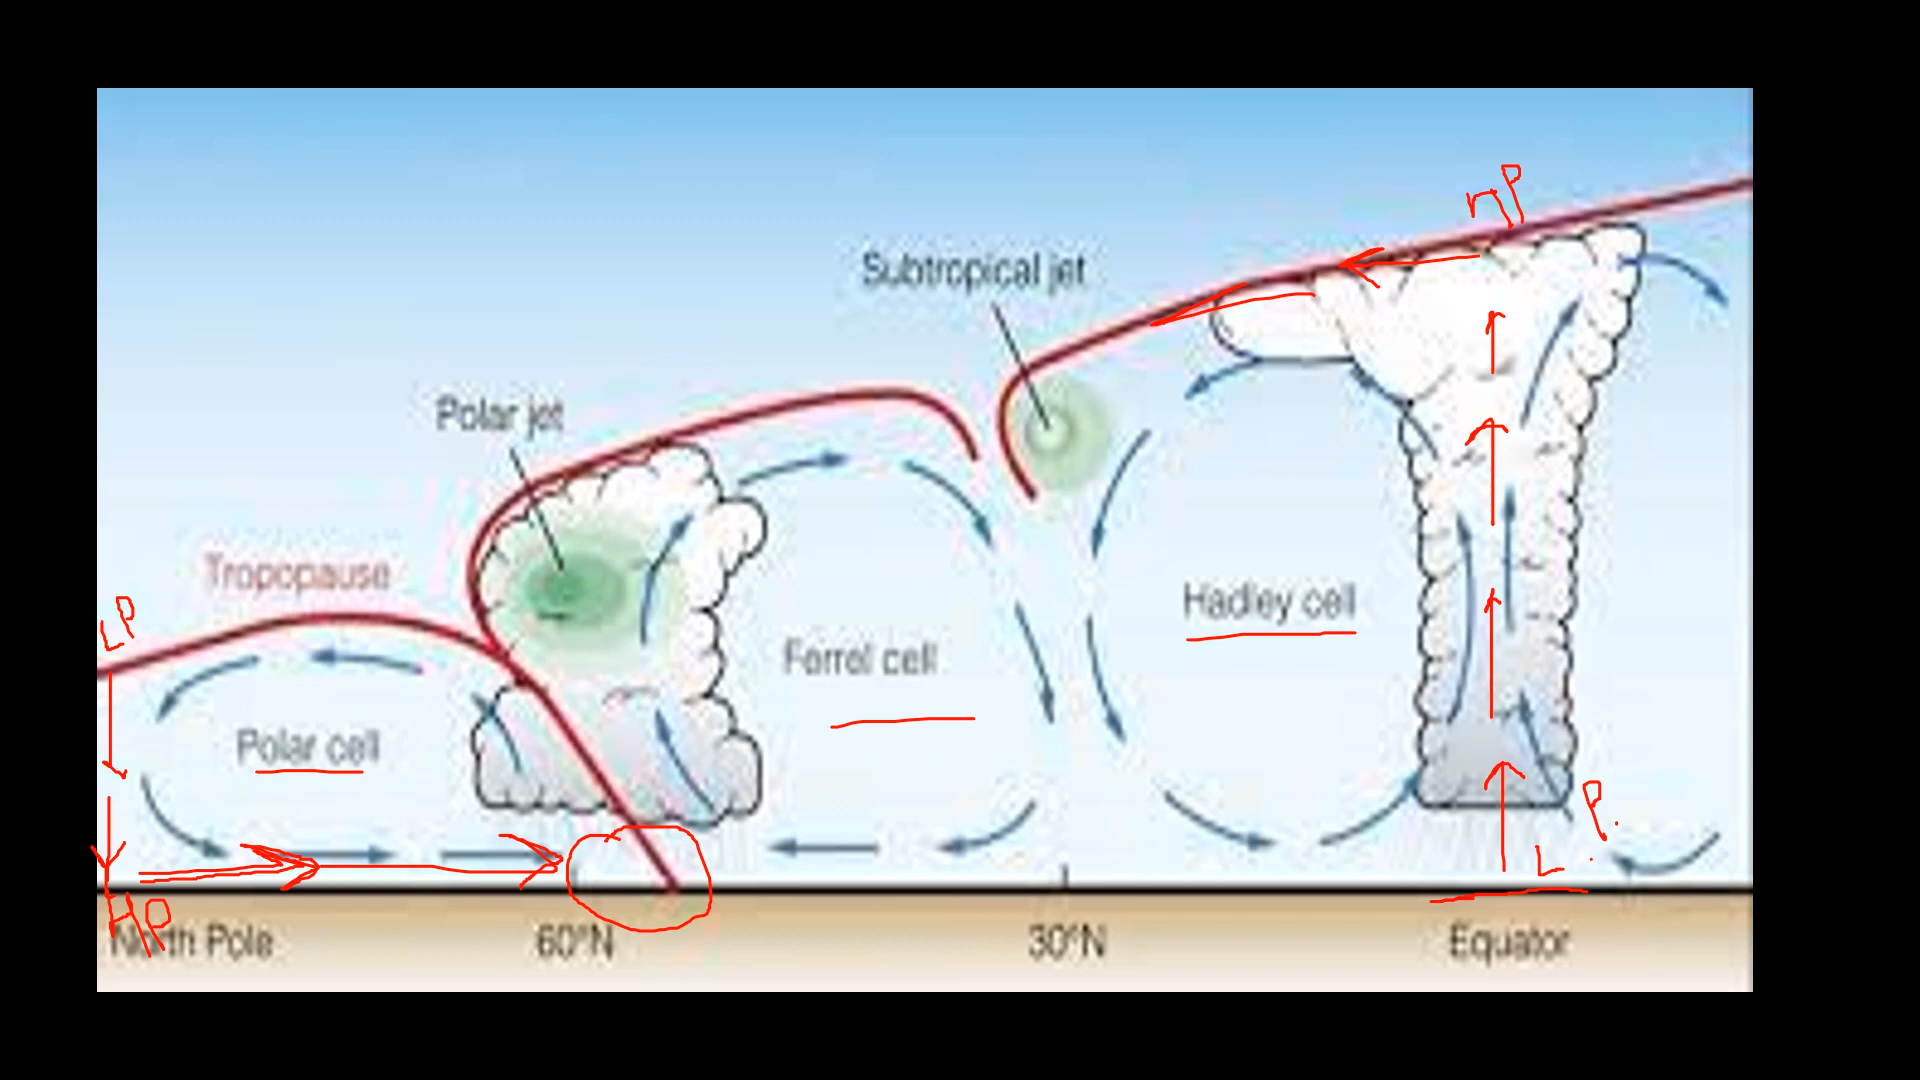 HP
Subtropical jet
Polar jet
Tropopause
LP
Hadley cell
Ferrel cell
Polar cell
L.P.
HP
North Pole
60°N
30°N
Equator